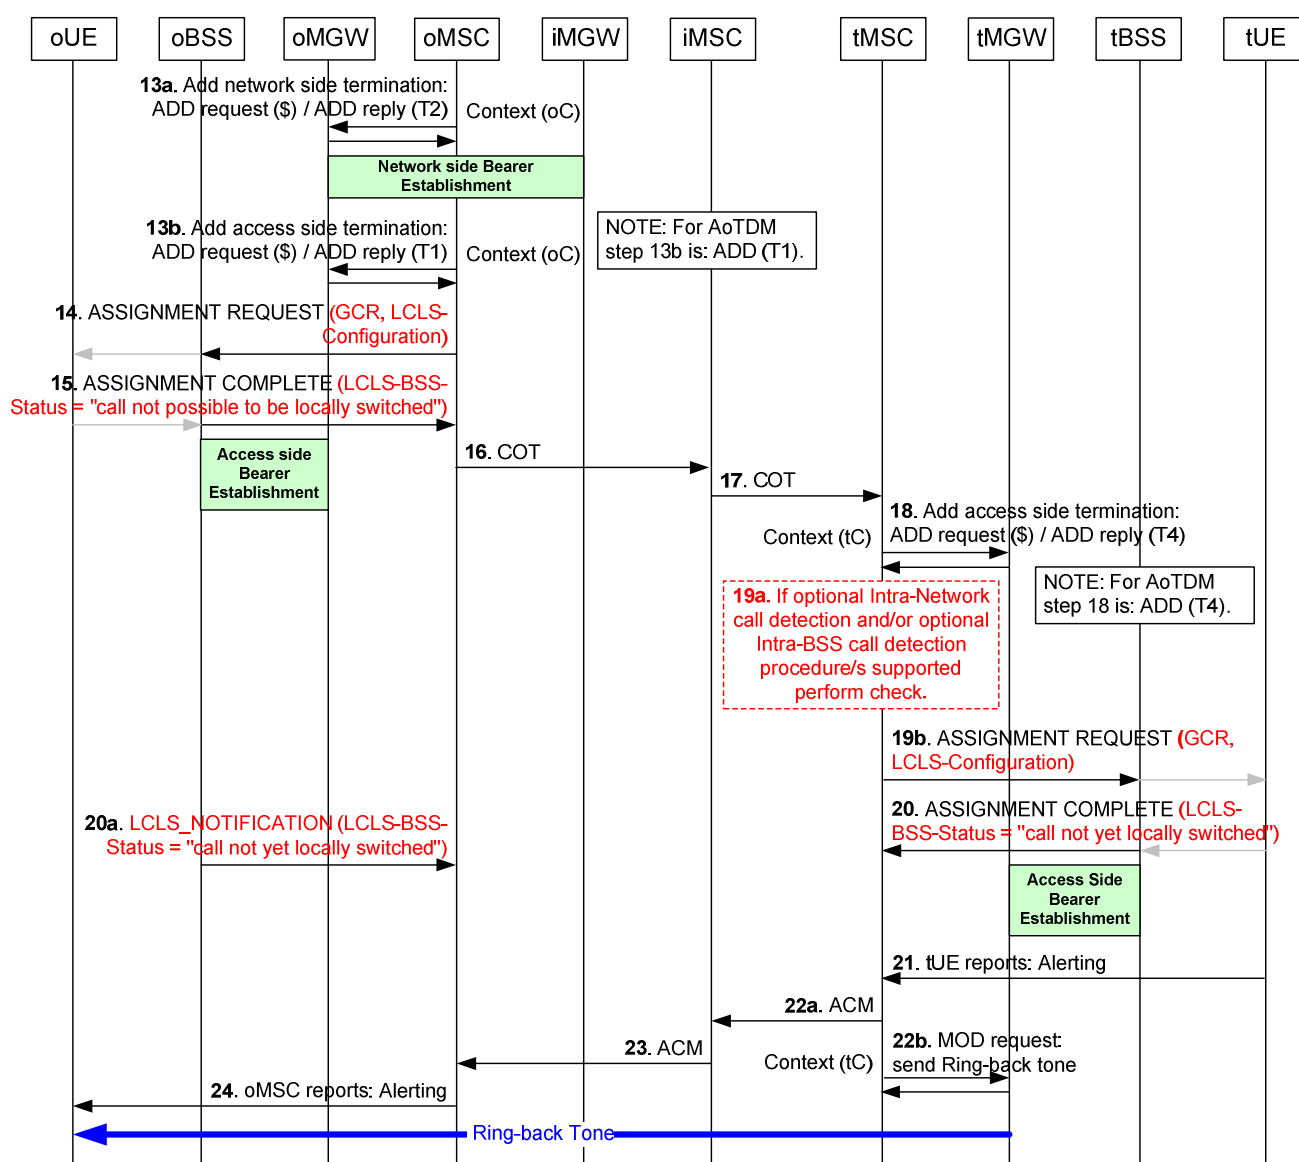 oUE oBSS oMGW oMSC iMGW iMSC tMSC tMGW tBSS tUE
13a. Add network side termination:
ADD request ($) / ADD reply (T2)
Context (oC)
Network side Bearer
Establishment
13b. Add access side termination:
ADD request ($) / ADD reply (T1)
Context (oC)
NOTE: For AoTDM
step 13b is: ADD (T1).
14. ASSIGNMENT REQUEST (GCR, LCLS-
Configuration)
15. ASSIGNMENT COMPLETE (LCLS-BSS-
Status = "call not possible to be locally switched")
Access side
Bearer
Establishment
16. COT
17. COT
18. Add access side termination:
ADD request ($) / ADD reply (T4)
Context (tC)
NOTE: For AoTDM
step 18 is: ADD (T4).
19a. If optional Intra-Network
call detection and/or optional
Intra-BSS call detection
procedure/s supported
perform check.
19b. ASSIGNMENT REQUEST (GCR,
LCLS-Configuration)
20a. LCLS_NOTIFICATION (LCLS-BSS-
Status = "call not yet locally switched")
20. ASSIGNMENT COMPLETE (LCLS-
BSS-Status = "call not yet locally switched")
Access Side
Bearer
Establishment
21. tUE reports: Alerting
22a. ACM
22b. MOD request:
send Ring-back tone
Context (tC)
23. ACM
24. oMSC reports: Alerting
Ring-back Tone